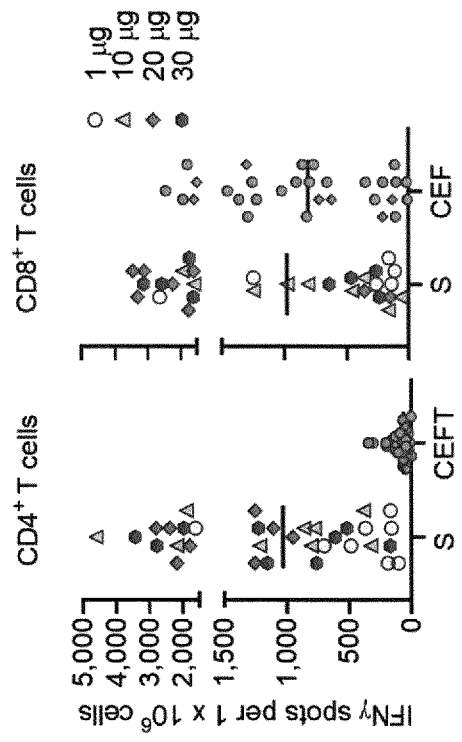 CD4⁺ T cells
CD8⁺ T cells
1 µg
10 µg
20 µg
30 µg
IFNγ spots per 1 x 10⁶ cells
5,000
4,000
3,000
2,000
1,500
1,000
500
0
S
CEFT
S
CEF